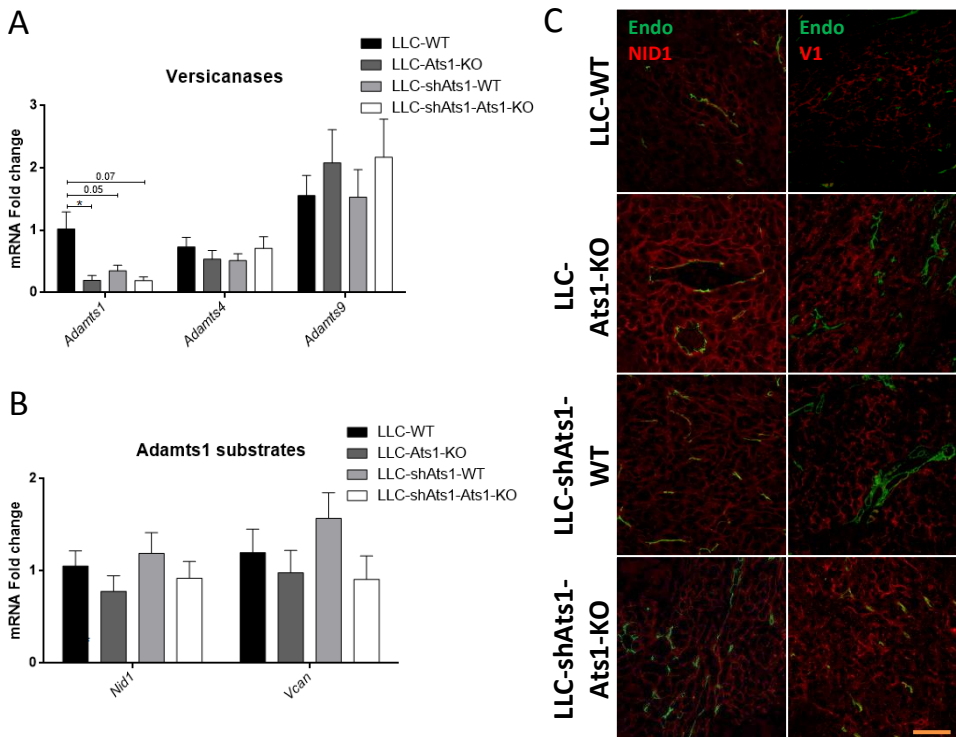 A
Versicanases
LLC-WT
LLC-Ats1-KO
LLC-shAts1-WT
LLC-shAts1-Ats1-KO
mRNA Fold change
3
2
1
0
0.07
0.05
*
Adamts1
Adamts4
Adamts9
B
Adamts1 substrates
LLC-WT
LLC-Ats1-KO
LLC-shAts1-WT
LLC-shAts1-Ats1-KO
mRNA Fold change
2
1
0
Nid1
Vcan
C
Endo
NID1
Endo
V1
LLC-WT
LLC-
Ats1-KO
LLC-shAts1-
WT
LLC-shAts1-
Ats1-KO